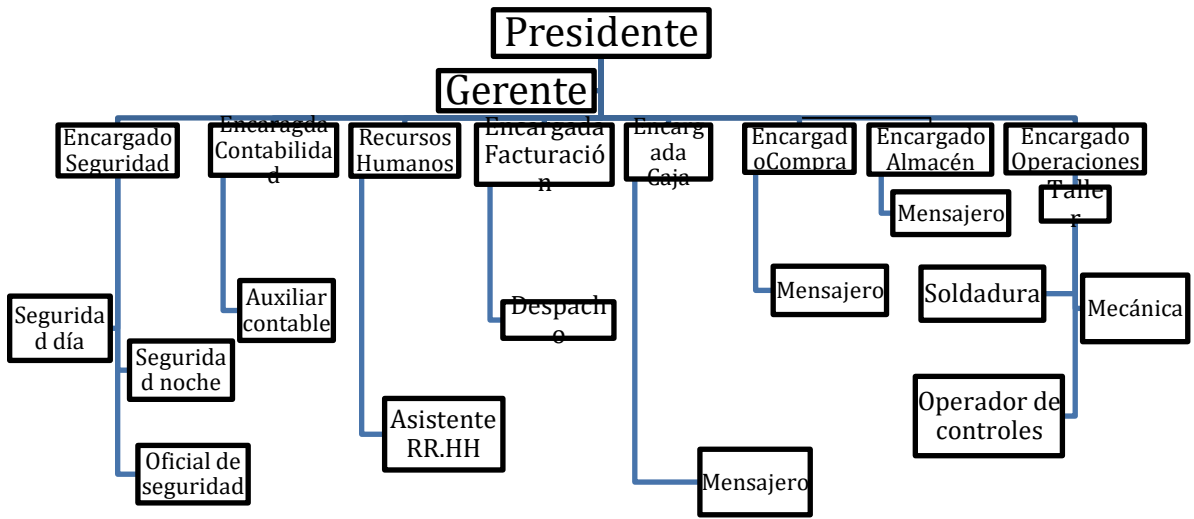 Presidente
Gerente
Encargado
Seguridad
Encaragda
Contabilida
d
Recursos
Humanos
Encargada
Facturació
n
Encarg
ada
Caja
Encargad
oCompra
Encargado
Almacén
Encargado
Operaciones
Talle
r
Mensajero
Mensajero
Soldadura
Mecánica
Auxiliar
contable
Segurida
d día
Despach
o
Segurida
d noche
Asistente
RR.HH
Operador de
controles
Oficial de
seguridad
Mensajero